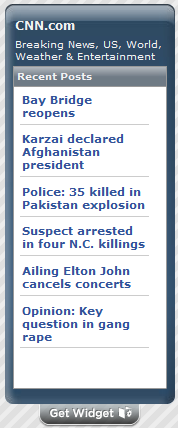 CNN.com
Breaking News, US, World,
Weather & Entertainment
Recent Posts
Bay Bridge
reopens
Karzai declared
Afghanistan
president
Police: 35 killed in
Pakistan explosion
Suspect arrested
in four N.C. killings
Ailing Elton John
cancels concerts
Opinion: Key
question in gang
rape
Get Widget